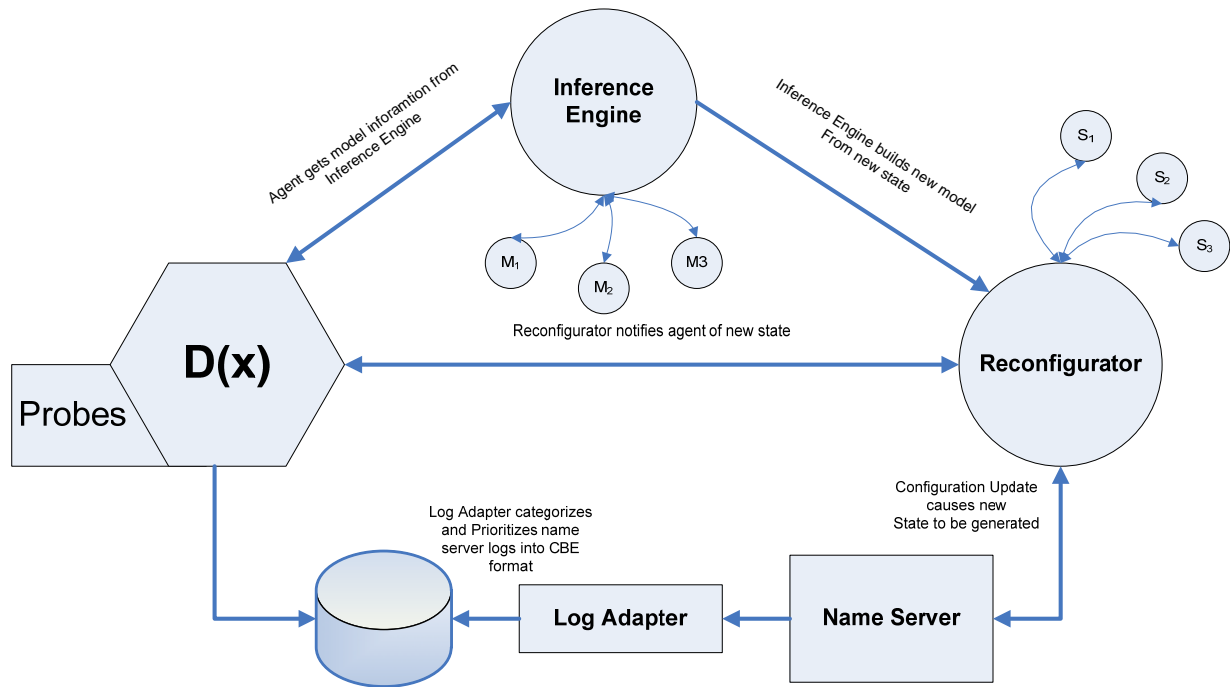 Inference
Engine
Agent gets model inforamtion from
Inference Engine
Inference Engine builds new model
From new state
S₁
S₂
S₃
M₁
M₂
M3
Reconfigurator notifies agent of new state
D(x)
Probes
Reconfigurator
Configuration Update
causes new
State to be generated
Log Adapter categorizes
and Prioritizes name
server logs into CBE
format
Log Adapter
Name Server